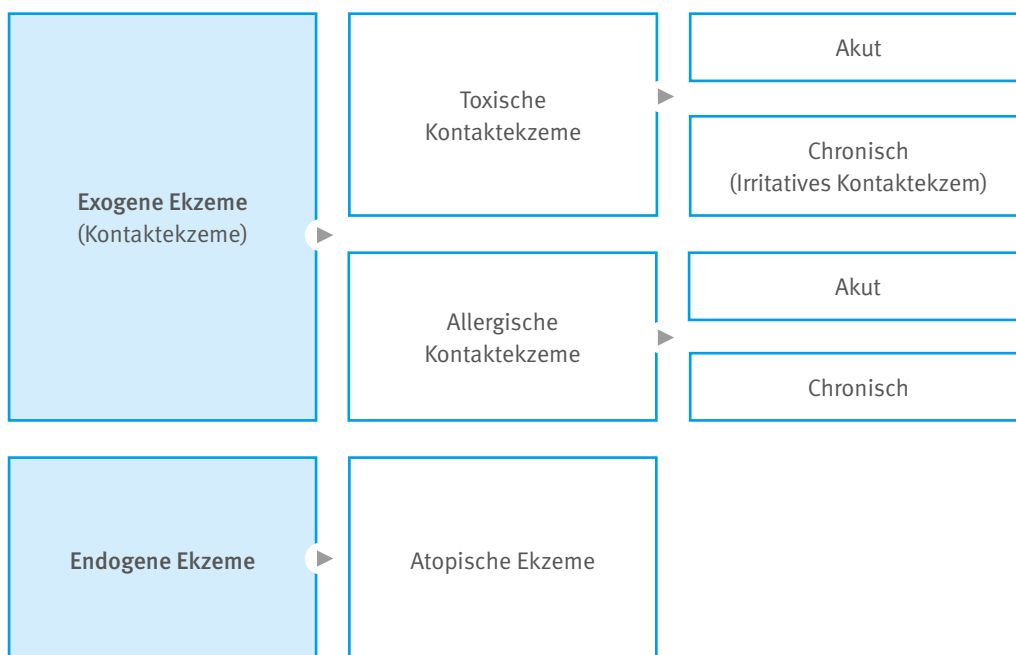 Exogene Ekzeme
(Kontaktekzeme)
Toxische
Kontaktekzeme
Akut
Chronisch
(Irritatives Kontaktekzem)
Allergische
Kontaktekzeme
Akut
Chronisch
Endogene Ekzeme
Atopische Ekzeme